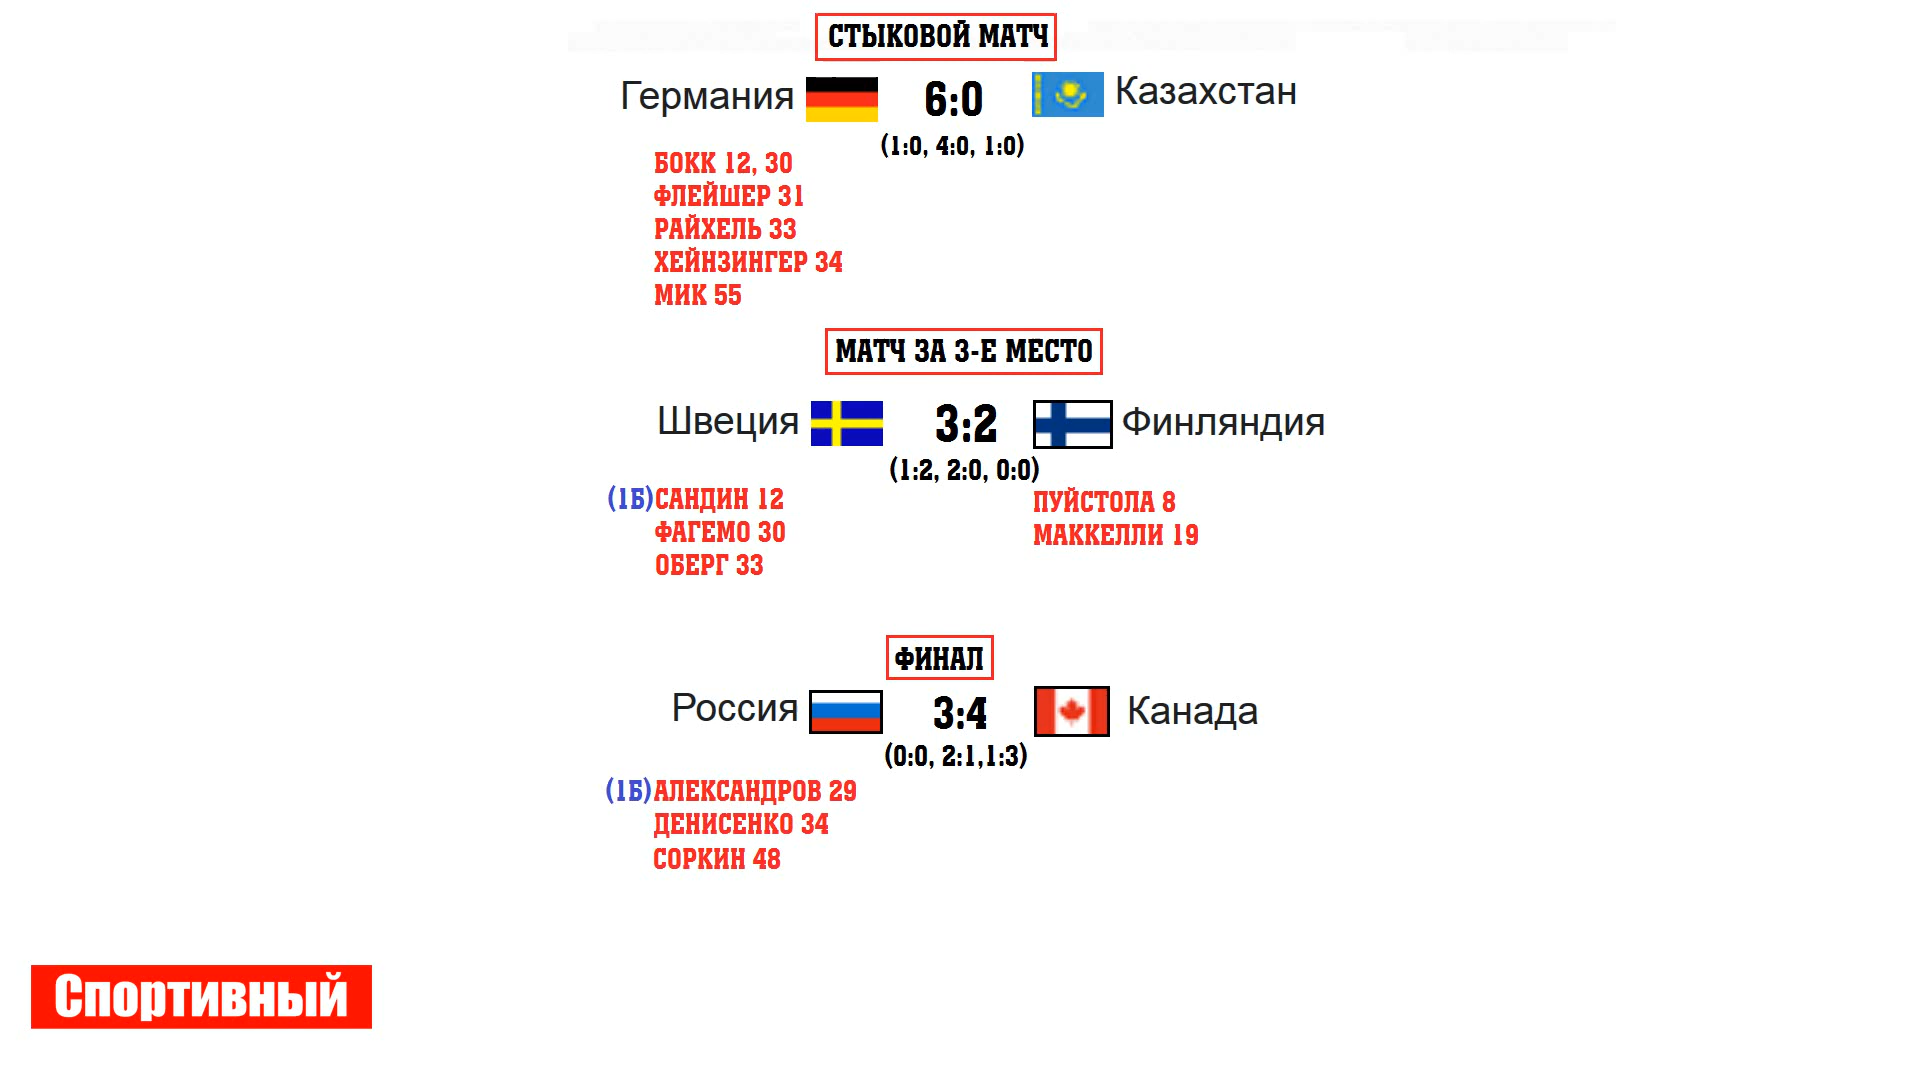 СТЫКОВОЙ МАТЧ
Германия 6:0 Казахстан
(1:0, 4:0, 1:0)
БОКК 12, 30
ФЛЕЙШЕР 31
РАЙХЕЛЬ 33
ХЕЙНЗИНГЕР 34
МИК 55
МАТЧ ЗА 3-Е МЕСТО
Швеция 3:2 Финляндия
(1:2, 2:0, 0:0)
(1Б)САНДИН 12
ФАГЕМО 30
ОБЕРГ 33
ПУЙСТОЛА 8
МАККЕЛЛИ 19
ФИНАЛ
Россия 3:4 Канада
(0:0, 2:1,1:3)
(1Б)АЛЕКСАНДРОВ 29
ДЕНИСЕНКО 34
СОРКИН 48
Спортивный